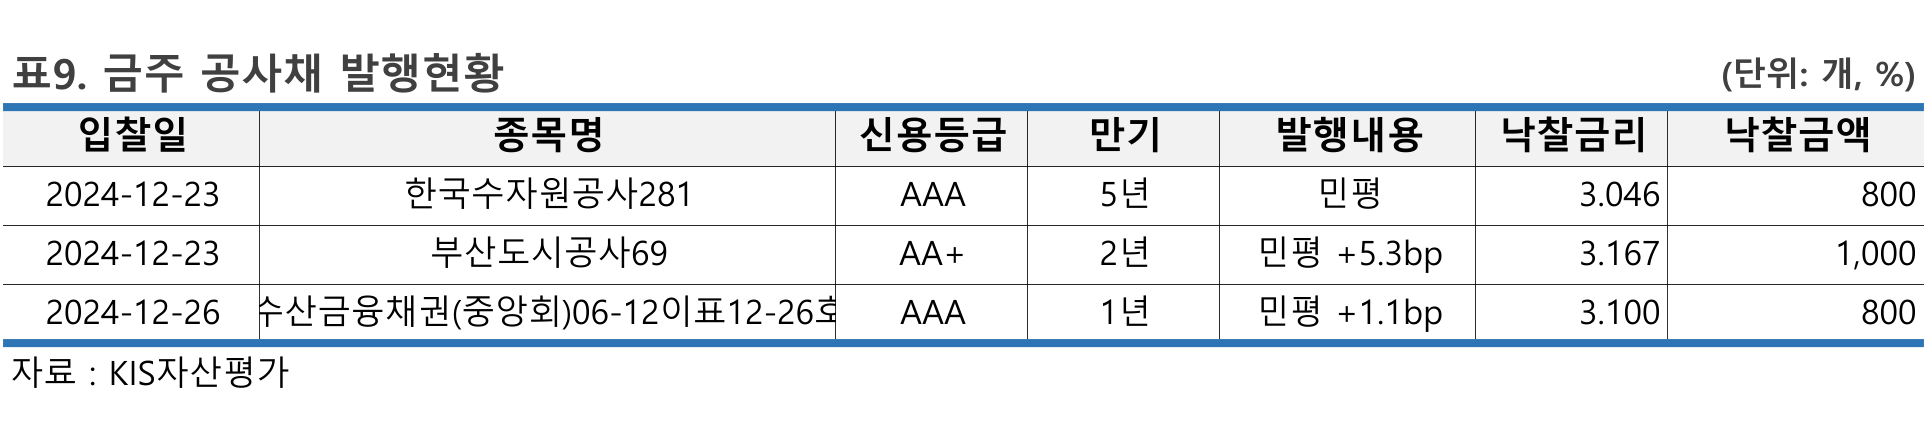 표9. 금주 공사채 발행현황 (단위: 개, %)
입찰일 종목명 신용등급 만기 발행내용 낙찰금리 낙찰금액
2024-12-23 한국수자원공사281 AAA 5년 민평 3.046 800
2024-12-23 부산도시공사69 AA+ 2년 민평 +5.3bp 3.167 1,000
2024-12-26 수산금융채권(중앙회)06-12이표12-26호 AAA 1년 민평 +1.1bp 3.100 800
자료 : KIS자산평가